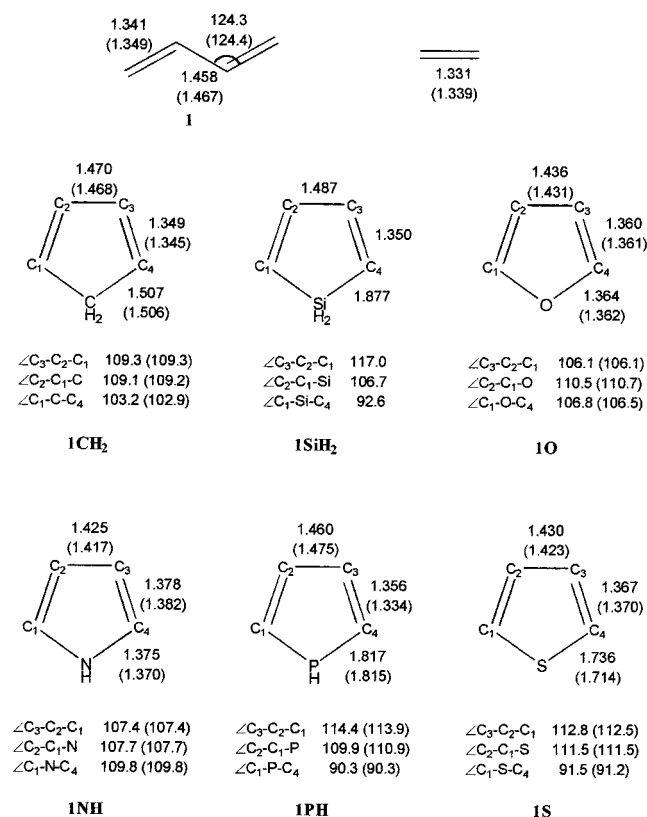 1.341
(1.349)
124.3
(124.4)
1.458
(1.467)
1
1.331
(1.339)
1.470
(1.468)
C2 C3
1.349
(1.345)
C1 C4
C
H2
1.507
(1.506)
∠C3-C2-C1 109.3 (109.3)
∠C2-C1-C 109.1 (109.2)
∠C1-C-C4 103.2 (102.9)
1CH2
1.487
C2 C3
1.350
C1 C4
Si
H2
1.877
∠C3-C2-C1 117.0
∠C2-C1-Si 106.7
∠C1-Si-C4 92.6
1SiH2
1.436
(1.431)
C2 C3
1.360
(1.361)
C1 C4
O
1.364
(1.362)
∠C3-C2-C1 106.1 (106.1)
∠C2-C1-O 110.5 (110.7)
∠C1-O-C4 106.8 (106.5)
1O
1.425
(1.417)
C2 C3
1.378
(1.382)
C1 C4
N
H
1.375
(1.370)
∠C3-C2-C1 107.4 (107.4)
∠C2-C1-N 107.7 (107.7)
∠C1-N-C4 109.8 (109.8)
1NH
1.460
(1.475)
C2 C3
1.356
(1.334)
C1 C4
P
H
1.817
(1.815)
∠C3-C2-C1 114.4 (113.9)
∠C2-C1-P 109.9 (110.9)
∠C1-P-C4 90.3 (90.3)
1PH
1.430
(1.423)
C2 C3
1.367
(1.370)
C1 C4
S
1.736
(1.714)
∠C3-C2-C1 112.8 (112.5)
∠C2-C1-S 111.5 (111.5)
∠C1-S-C4 91.5 (91.2)
1S